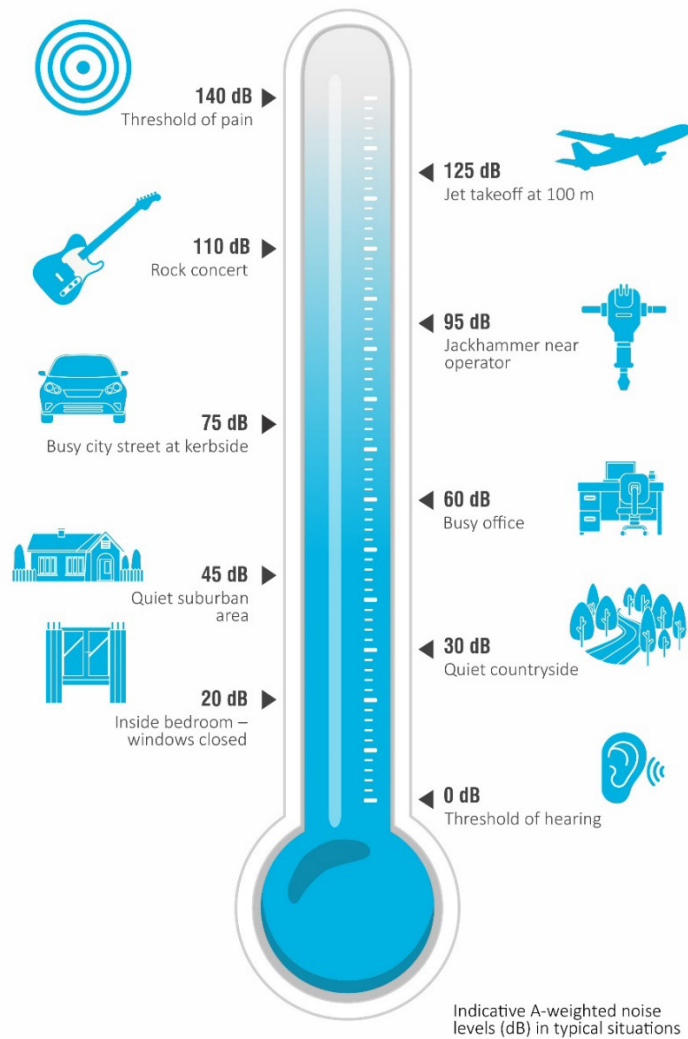 140 dB
Threshold of pain
125 dB
Jet takeoff at 100 m
110 dB
Rock concert
95 dB
Jackhammer near
operator
75 dB
Busy city street at kerbside
60 dB
Busy office
45 dB
Quiet suburban
area
30 dB
Quiet countryside
20 dB
Inside bedroom –
windows closed
0 dB
Threshold of hearing
Indicative A-weighted noise
levels (dB) in typical situations